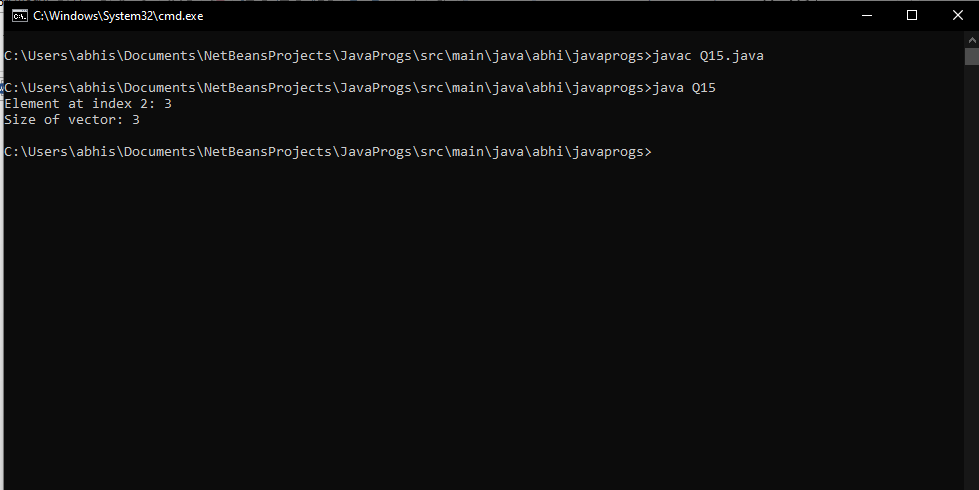 C:\Windows\System32\cmd.exe
C:\Users\abhis\Documents\NetBeansProjects\JavaProgs\src\main\java\abhi\javaprogs>javac Q15.java
C:\Users\abhis\Documents\NetBeansProjects\JavaProgs\src\main\java\abhi\javaprogs>java Q15
Element at index 2: 3
Size of vector: 3
C:\Users\abhis\Documents\NetBeansProjects\JavaProgs\src\main\java\abhi\javaprogs>